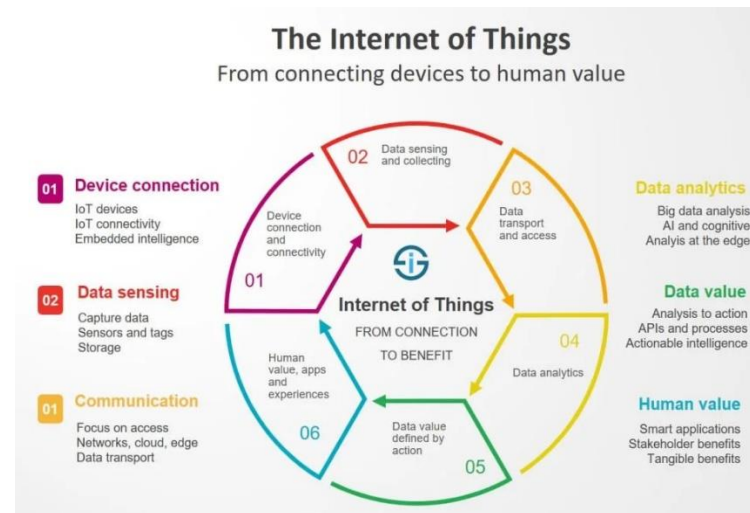 The Internet of Things
From connecting devices to human value
01 Device connection
IoT devices
IoT connectivity
Embedded intelligence
02 Data sensing
Capture data
Sensors and tags
Storage
01 Communication
Focus on access
Networks, cloud, edge
Data transport
Device
connection
and
connectivity
01
02
Data sensing
and collecting
03
Data
transport
and access
04
Data analytics
Data value
defined by
action
05
Human
value, apps
and
experiences
06
Internet of Things
FROM CONNECTION
TO BENEFIT
Data analytics
Big data analysis
AI and cognitive
Analyis at the edge
Data value
Analysis to action
APIs and processes
Actionable intelligence
Human value
Smart applications
Stakeholder benefits
Tangible benefits